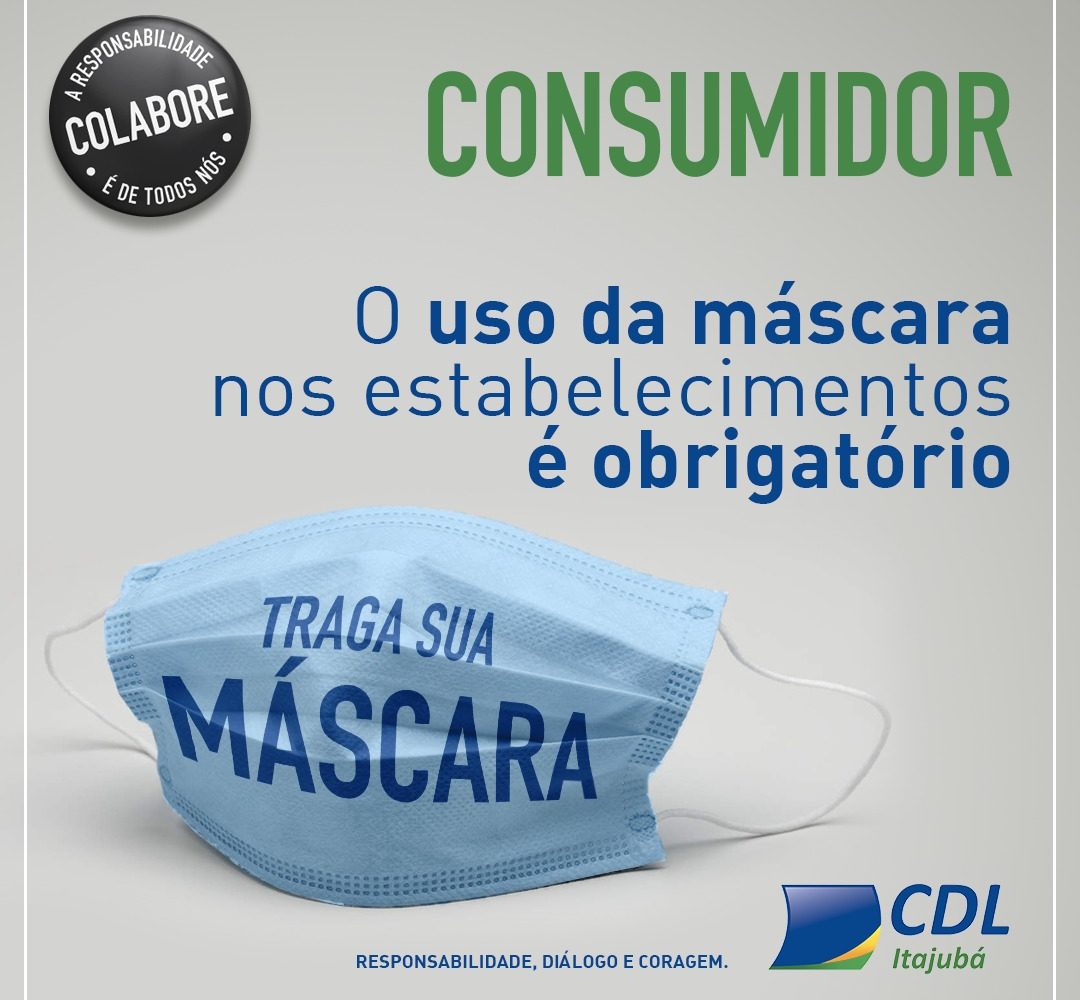 A RESPONSABILIDADE
COLABORE
• É DE TODOS NÓS •
CONSUMIDOR
O uso da máscara
nos estabelecimentos
é obrigatório
TRAGA SUA
MÁSCARA
RESPONSABILIDADE, DIÁLOGO E CORAGEM.
CDL
Itajubá